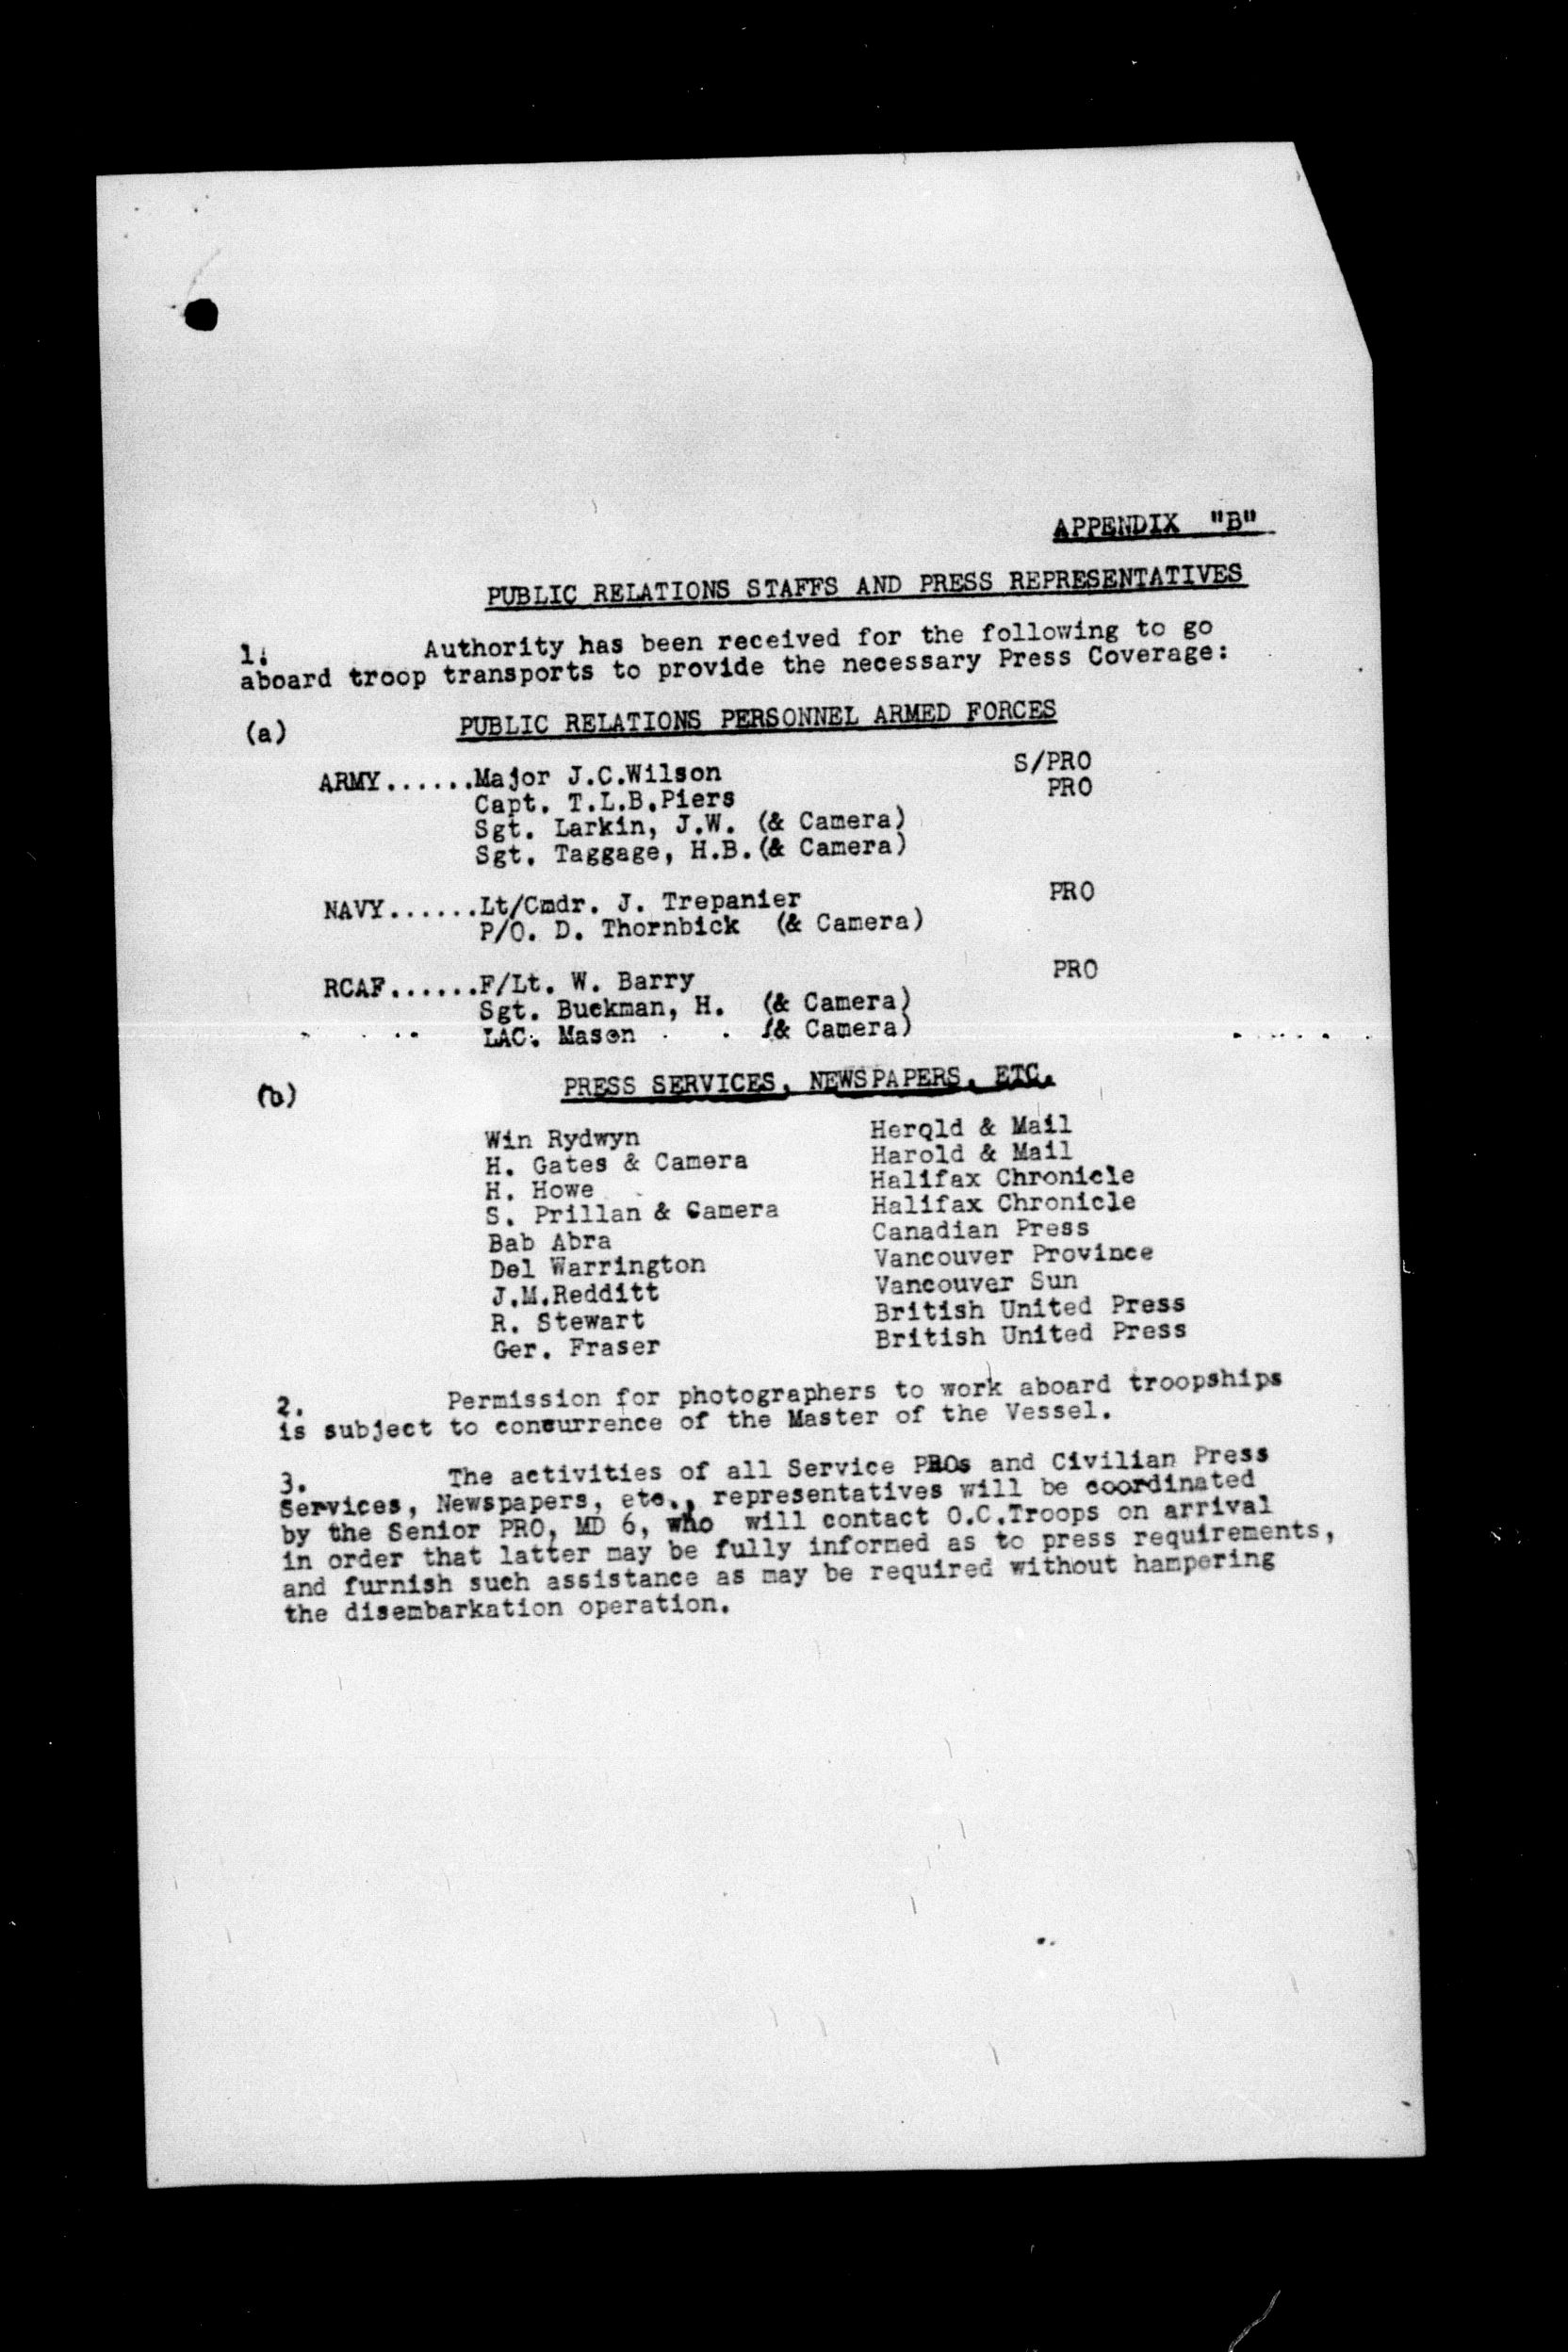 APPENDIX "B"
PUBLIC RELATIONS STAFFS AND PRESS REPRESENTATIVES
1. Authority has been received for the following to go
aboard troop transports to provide the necessary Press Coverage:
(a) PUBLIC RELATIONS PERSONNEL ARMED FORCES
ARMY......Major J.C.Wilson S/PRO
Capt. T.L.B.Piers PRO
Sgt. Larkin, J.W. (& Camera)
Sgt. Taggage, H.B.(& Camera)
NAVY......Lt/Cmdr. J. Trepanier PRO
P/O. D. Thornbick (& Camera)
RCAF......F/Lt. W. Barry PRO
Sgt. Buckman, H. (& Camera)
LAC. Mason (& Camera)
(b) PRESS SERVICES, NEWSPAPERS, ETC.
Win Rydwyn Herald & Mail
H. Gates & Camera Harold & Mail
H. Howe Halifax Chronicle
S. Prillan & Camera Halifax Chronicle
Bab Abra Canadian Press
Del Warrington Vancouver Province
J.M.Redditt Vancouver Sun
R. Stewart British United Press
Ger. Fraser British United Press
2. Permission for photographers to work aboard troopships
is subject to concurrence of the Master of the Vessel.
3. The activities of all Service PROs and Civilian Press
Services, Newspapers, etc., representatives will be coordinated
by the Senior PRO, MD 6, who will contact O.C.Troops on arrival
in order that latter may be fully informed as to press requirements,
and furnish such assistance as may be required without hampering
the disembarkation operation.